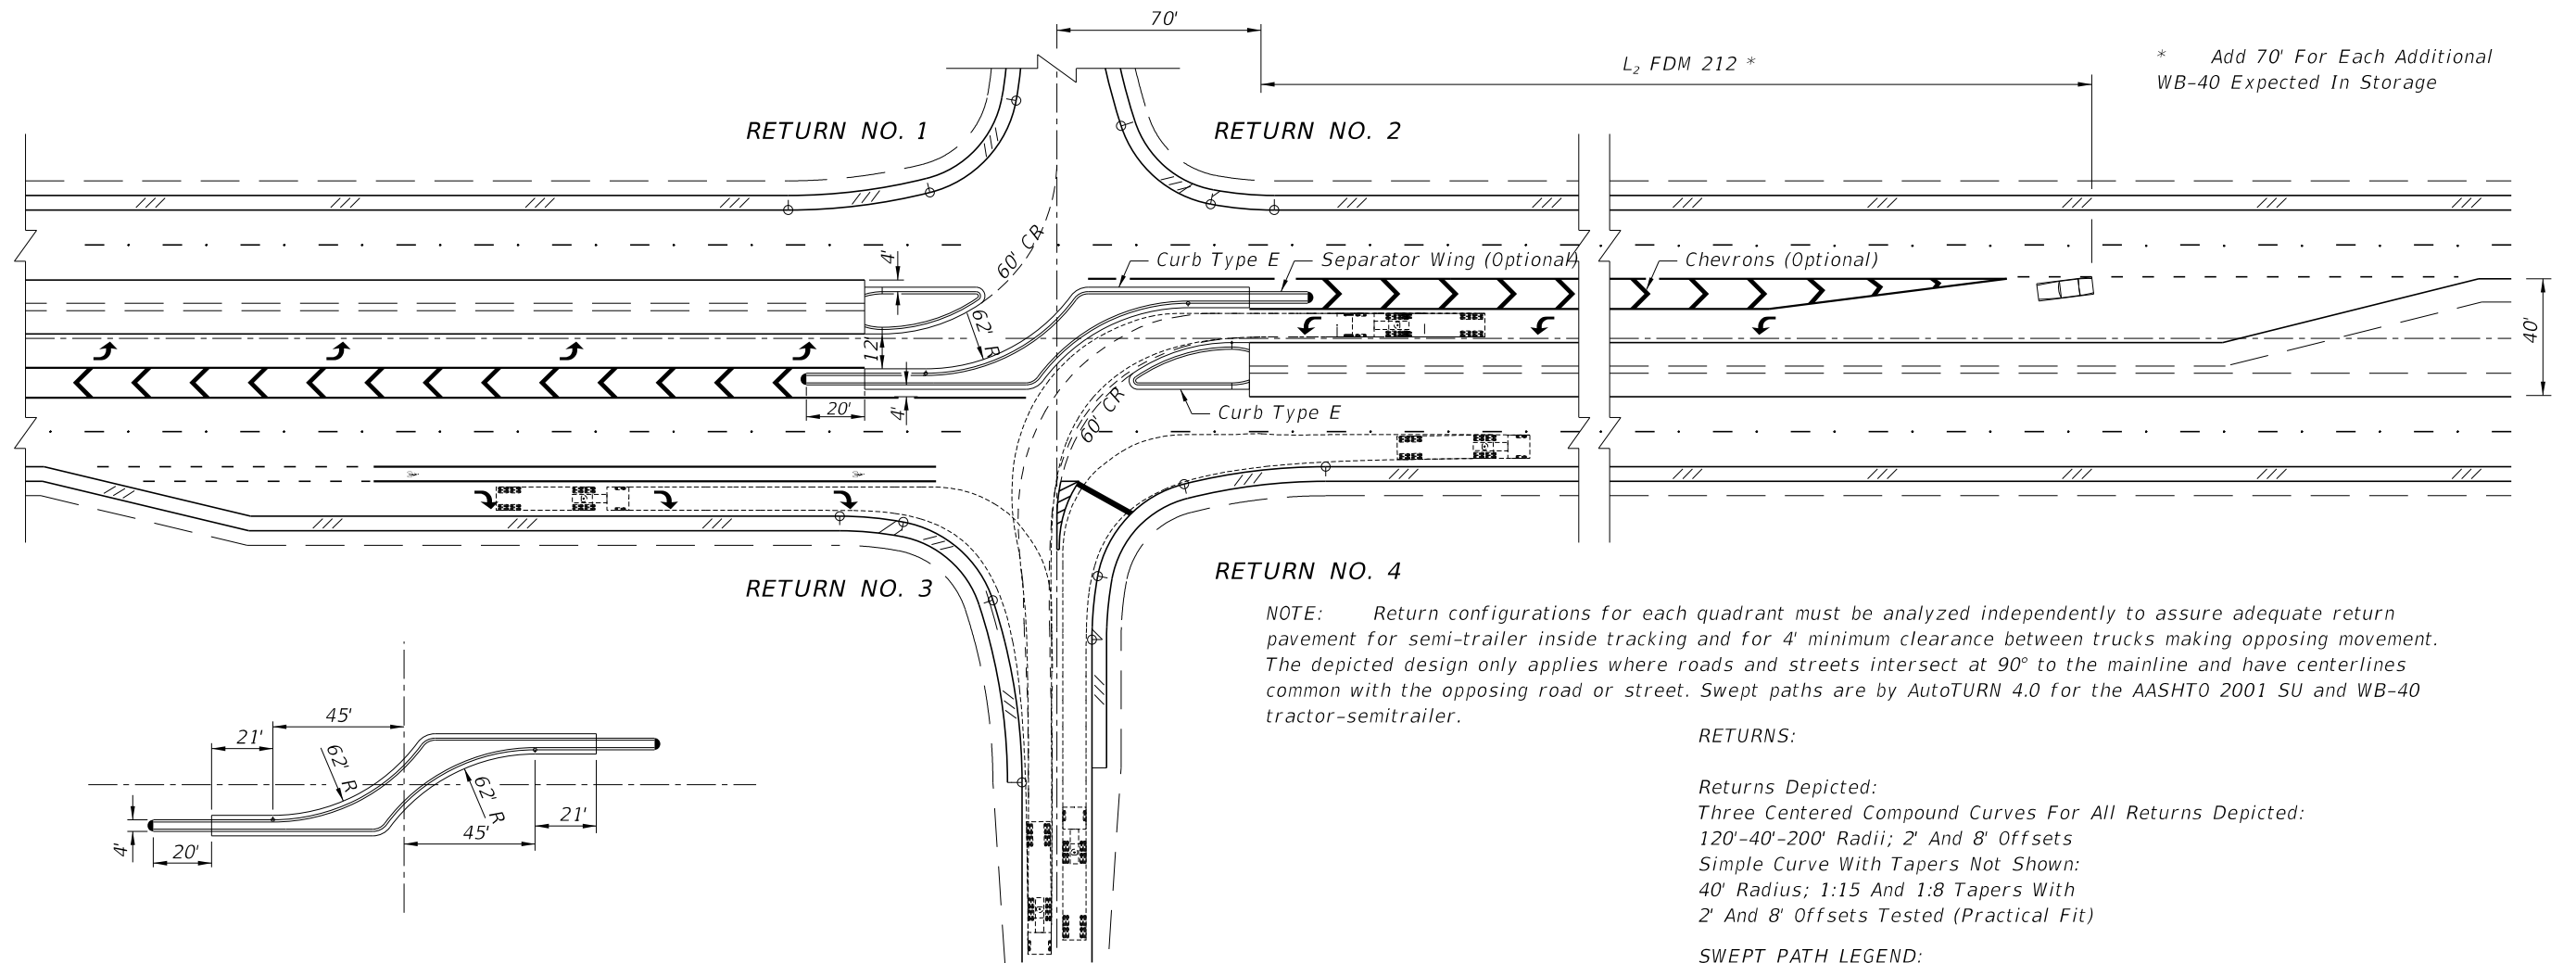 70'
L₂ FDM 212 *
* Add 70' For Each Additional
WB-40 Expected In Storage
RETURN NO. 1
RETURN NO. 2
60' CR
4'
Curb Type E
Separator Wing (Optional)
Chevrons (Optional)
62' R
12'
40'
20'
4'
60' CR
Curb Type E
RETURN NO. 3
RETURN NO. 4
NOTE: Return configurations for each quadrant must be analyzed independently to assure adequate return
pavement for semi-trailer inside tracking and for 4' minimum clearance between trucks making opposing movement.
The depicted design only applies where roads and streets intersect at 90° to the mainline and have centerlines
common with the opposing road or street. Swept paths are by AutoTURN 4.0 for the AASHTO 2001 SU and WB-40
tractor-semitrailer.
45'
21'
62' R
62' R
21'
45'
4'
20'
RETURNS:
Returns Depicted:
Three Centered Compound Curves For All Returns Depicted:
120'-40'-200' Radii; 2' And 8' Offsets
Simple Curve With Tapers Not Shown:
40' Radius; 1:15 And 1:8 Tapers With
2' And 8' Offsets Tested (Practical Fit)
SWEPT PATH LEGEND: